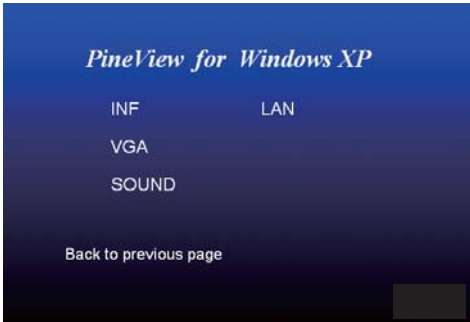 PineView for Windows XP
INF LAN
VGA
SOUND
Back to previous page